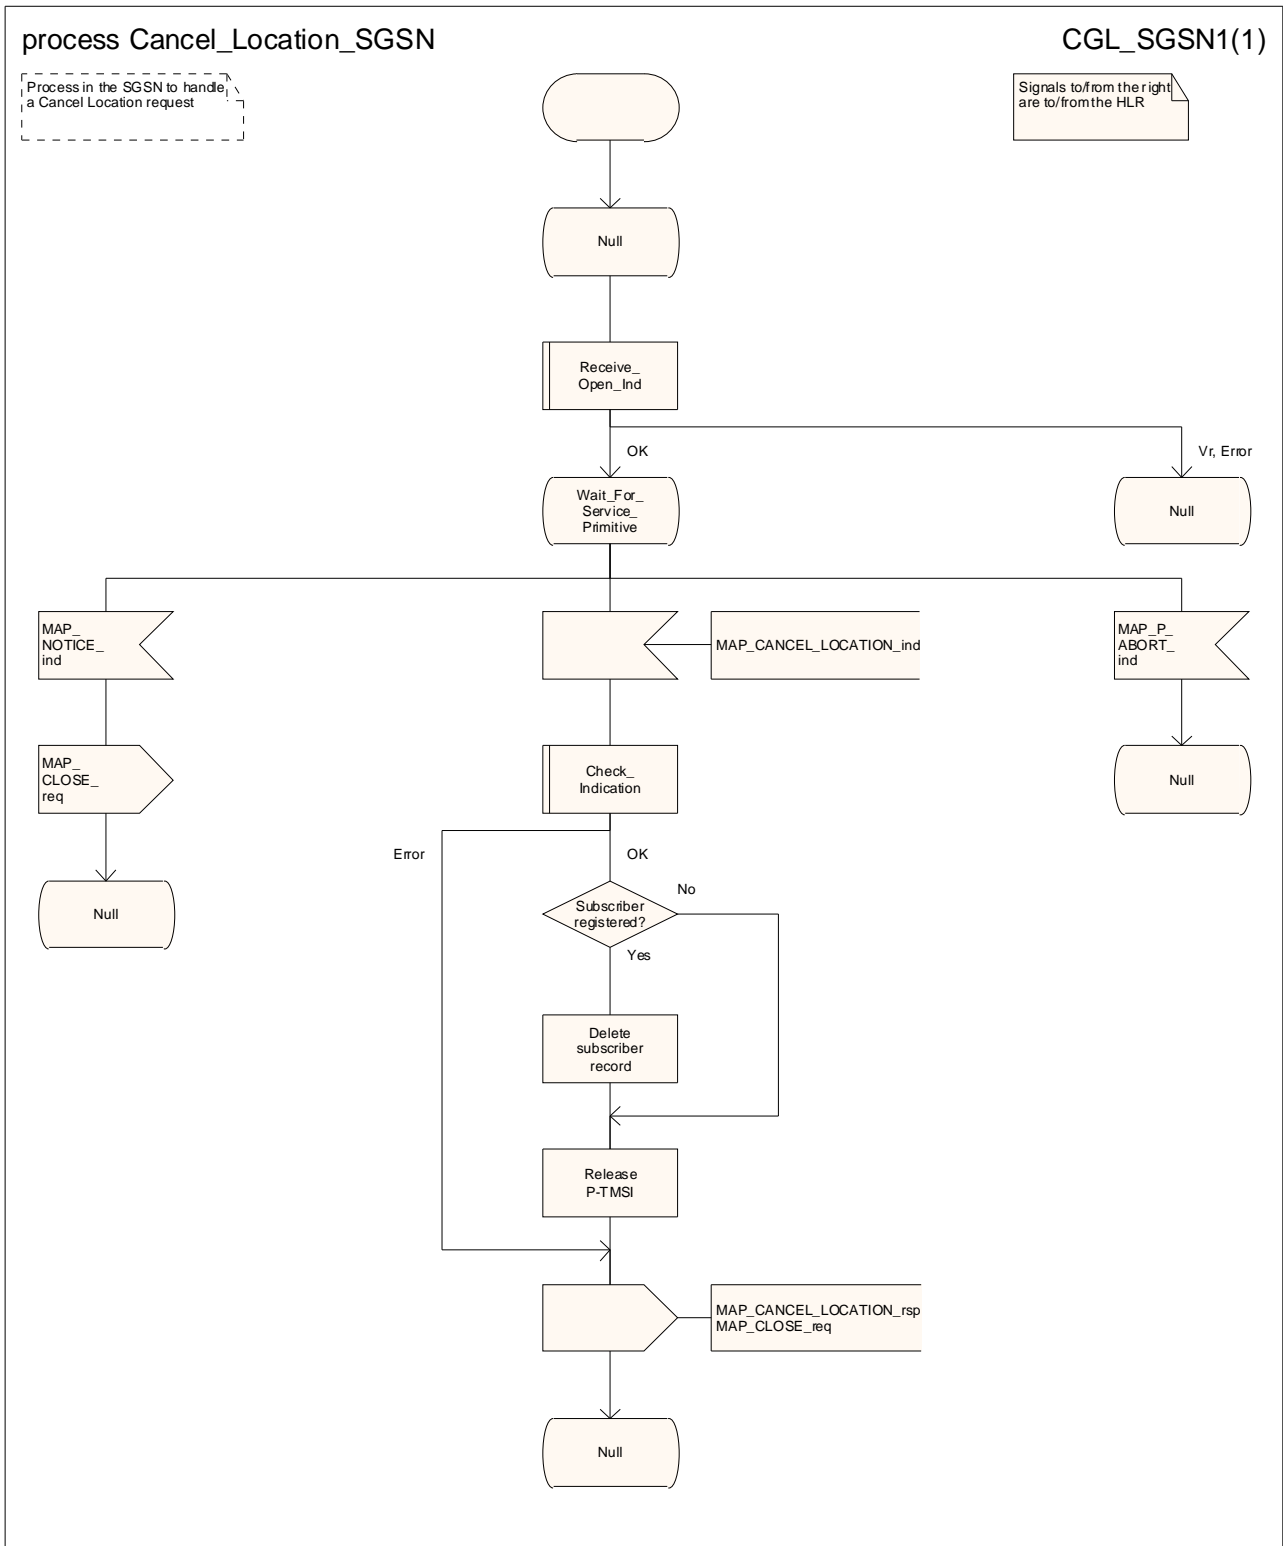 process Cancel_Location_SGSN
CGL_SGSN1(1)
Process in the SGSN to handle
a Cancel Location request
Signals to/from the right
are to/from the HLR
Null
Receive_
Open_Ind
OK
Vr, Error
Wait_For_
Service_
Primitive
Null
MAP_
NOTICE_
ind
MAP_CANCEL_LOCATION_ind
MAP_P_
ABORT_
ind
MAP_
CLOSE_
req
Check_
Indication
Null
Error
OK
No
Null
Subscriber
registered?
Yes
Delete
subscriber
record
Release
P-TMSI
MAP_CANCEL_LOCATION_rsp
MAP_CLOSE_req
Null